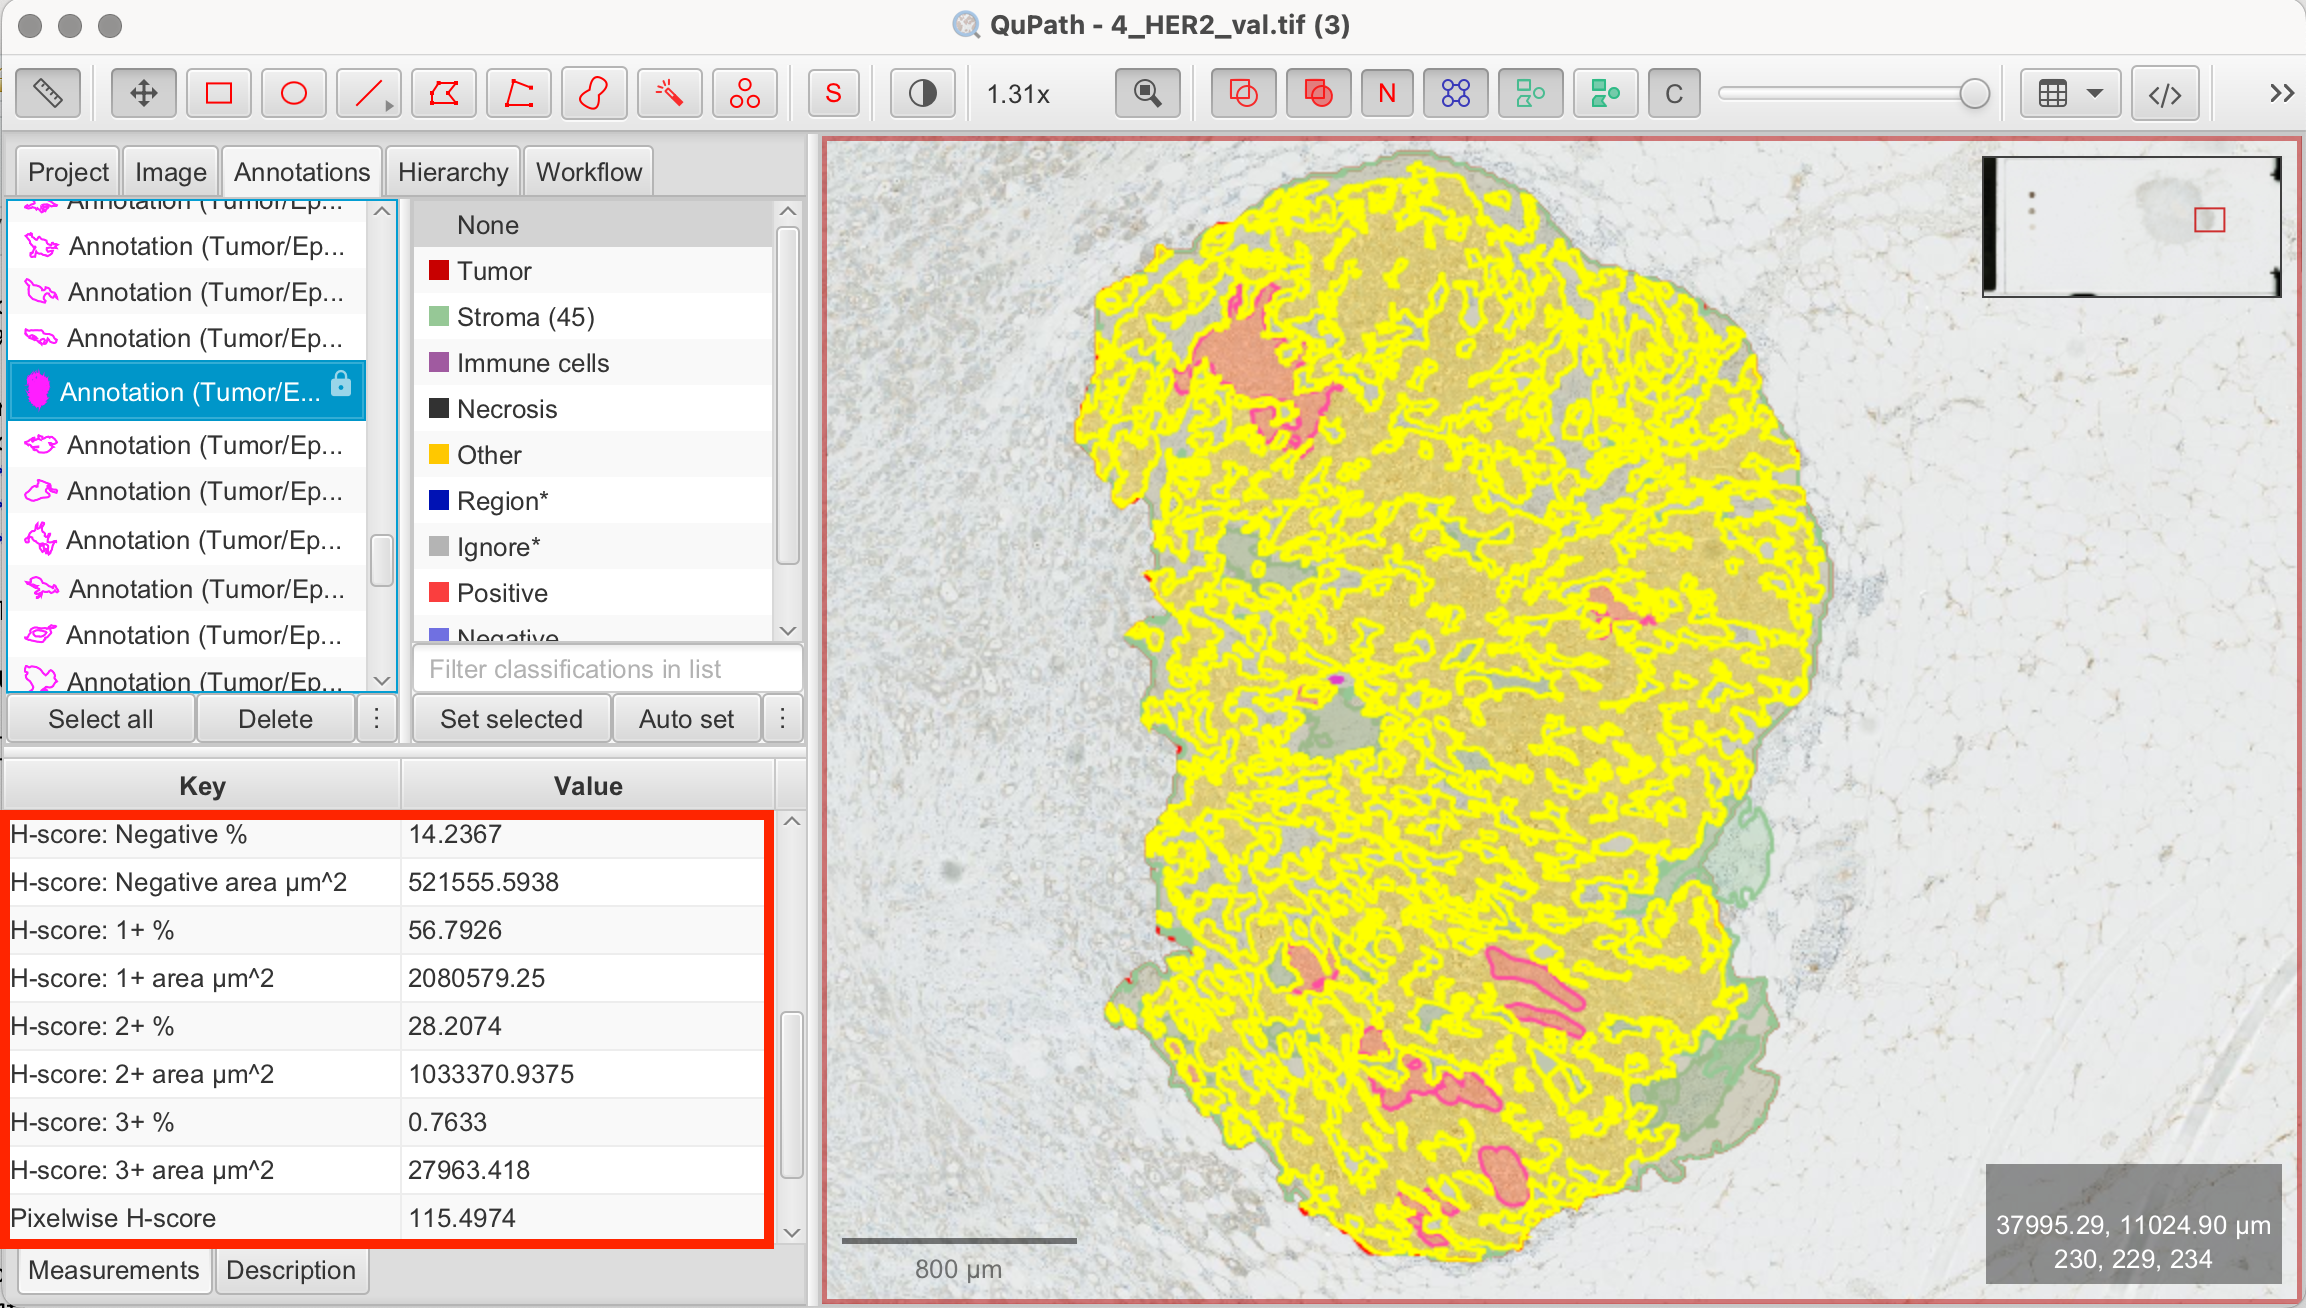 QuPath - 4_HER2_val.tif (3)
S
1.31x
N
C
</>
Project Image Annotations Hierarchy Workflow
Annotation (Tumor/Ep...
Annotation (Tumor/Ep...
Annotation (Tumor/Ep...
Annotation (Tumor/Ep...
Annotation (Tumor/E...
Annotation (Tumor/Ep...
Annotation (Tumor/Ep...
Annotation (Tumor/Ep...
Annotation (Tumor/Ep...
Annotation (Tumor/Ep...
Annotation (Tumor/Ep...
None
Tumor
Stroma (45)
Immune cells
Necrosis
Other
Region*
Ignore*
Positive
Negative
Filter classifications in list
Select all Delete Set selected Auto set
Key Value
H-score: Negative % 14.2367
H-score: Negative area µm^2 521555.5938
H-score: 1+ % 56.7926
H-score: 1+ area µm^2 2080579.25
H-score: 2+ % 28.2074
H-score: 2+ area µm^2 1033370.9375
H-score: 3+ % 0.7633
H-score: 3+ area µm^2 27963.418
Pixelwise H-score 115.4974
Measurements Description
800 µm
37995.29, 11024.90 µm
230, 229, 234